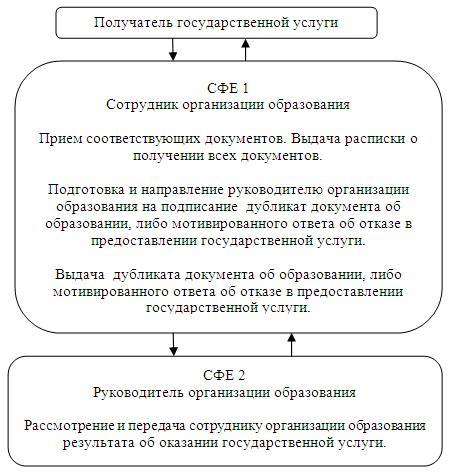 Получатель государственной услуги
СФЕ 1
Сотрудник организации образования
Прием соответствующих документов. Выдача расписки о
получении всех документов.
Подготовка и направление руководителю организации
образования на подписание дубликат документа об
образовании, либо мотивированного ответа об отказе в
предоставлении государственной услуги.
Выдача дубликата документа об образовании, либо
мотивированного ответа об отказе в предоставлении
государственной услуги.
СФЕ 2
Руководитель организации образования
Рассмотрение и передача сотруднику организации образования
результата об оказании государственной услуги.